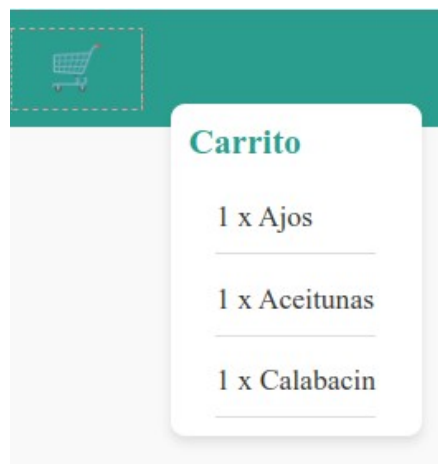 Carrito
1 x Ajos
1 x Aceitunas
1 x Calabacin